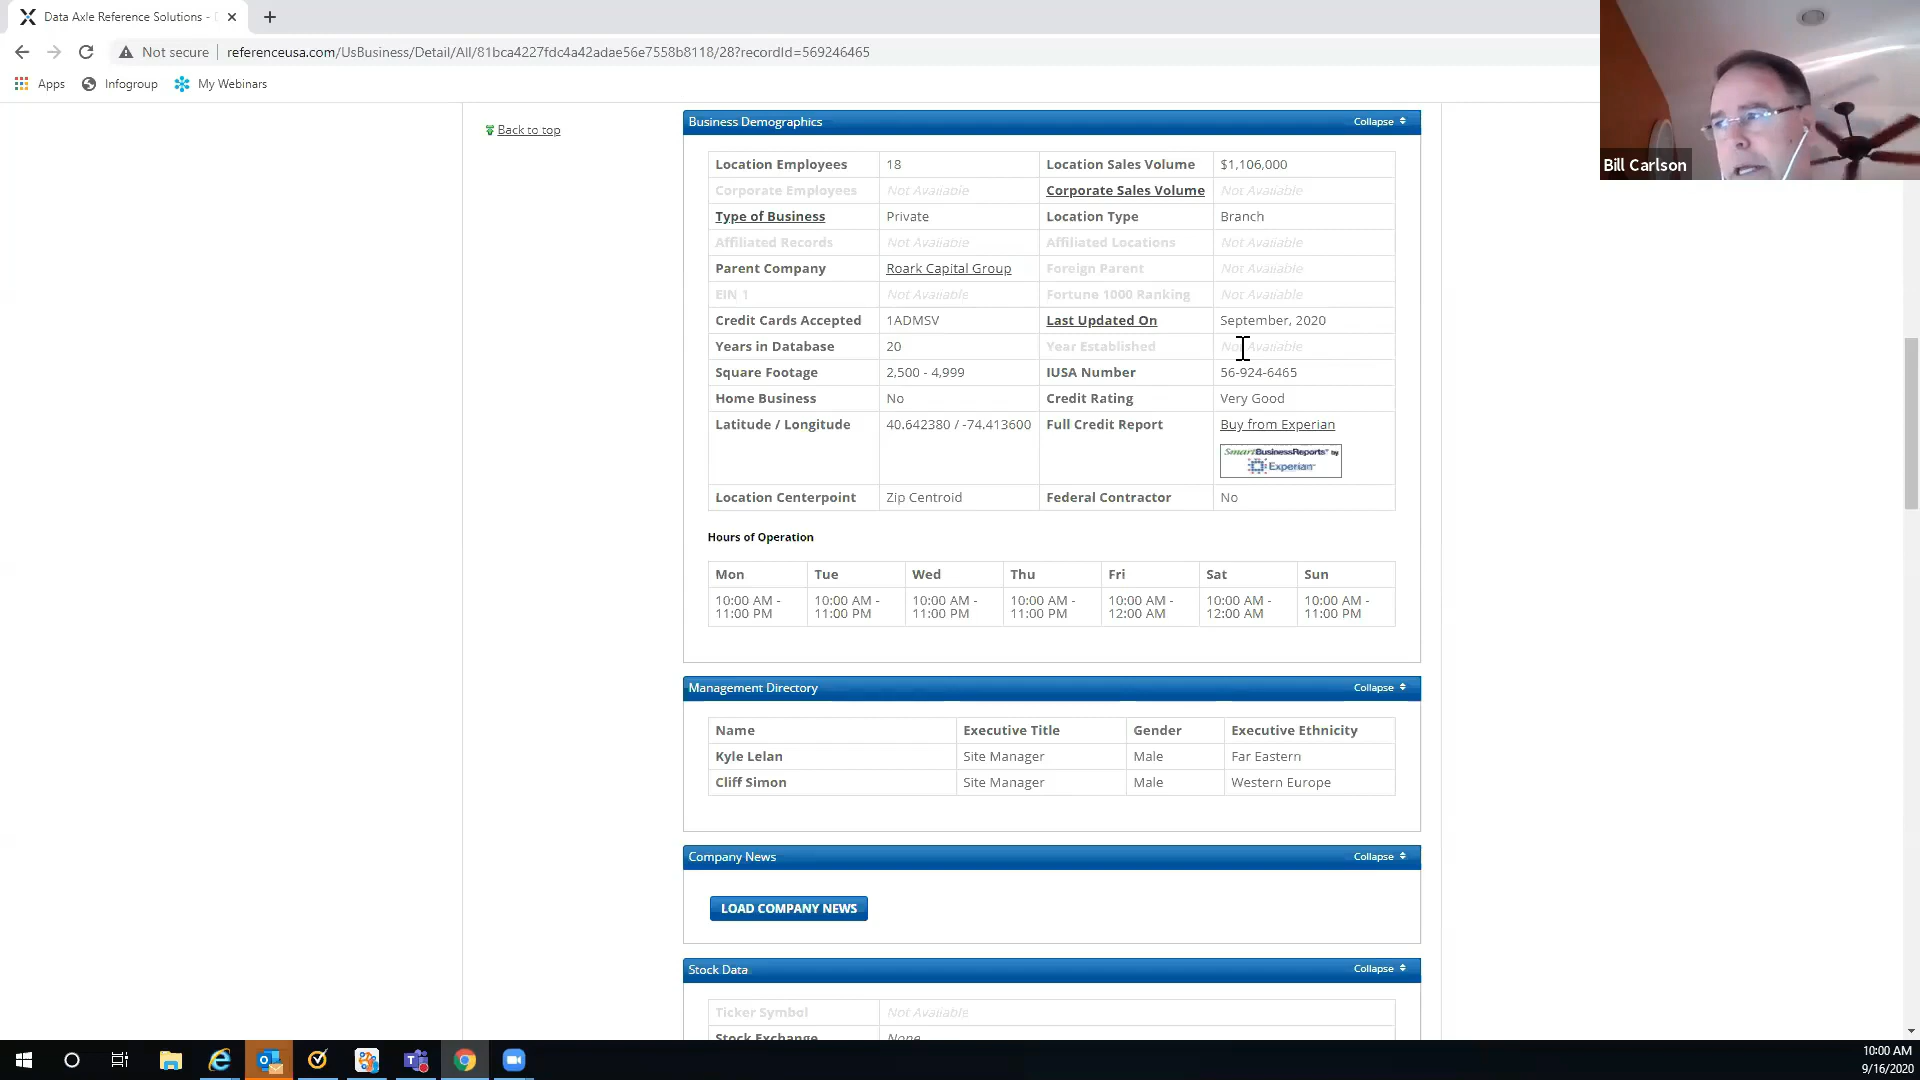 Data Axle Reference Solutions -
Not secure referenceusa.com/UsBusiness/Detail/All/81bca4227fdc4a42adae56e7558b8118/28?recordId=569246465
Apps Infogroup My Webinars
Bill Carlson
Back to top
Business Demographics Collapse
Location Employees 18 Location Sales Volume $1,106,000
Corporate Employees Not Available Corporate Sales Volume Not Available
Type of Business Private Location Type Branch
Affiliated Records Not Available Affiliated Locations Not Available
Parent Company Roark Capital Group Foreign Parent Not Available
EIN 1 Not Available Fortune 1000 Ranking Not Available
Credit Cards Accepted 1ADMSV Last Updated On September, 2020
Years in Database 20 Year Established Not Available
Square Footage 2,500 - 4,999 IUSA Number 56-924-6465
Home Business No Credit Rating Very Good
Latitude / Longitude 40.642380 / -74.413600 Full Credit Report Buy from Experian
SmartBusinessReports by
Experian
Location Centerpoint Zip Centroid Federal Contractor No
Hours of Operation
Mon Tue Wed Thu Fri Sat Sun
10:00 AM - 10:00 AM - 10:00 AM - 10:00 AM - 10:00 AM - 10:00 AM - 10:00 AM -
11:00 PM 11:00 PM 11:00 PM 11:00 PM 12:00 AM 12:00 AM 11:00 PM
Management Directory Collapse
Name Executive Title Gender Executive Ethnicity
Kyle Lelan Site Manager Male Far Eastern
Cliff Simon Site Manager Male Western Europe
Company News Collapse
LOAD COMPANY NEWS
Stock Data Collapse
Ticker Symbol Not Available
Stock Exchange None
10:00 AM
9/16/2020